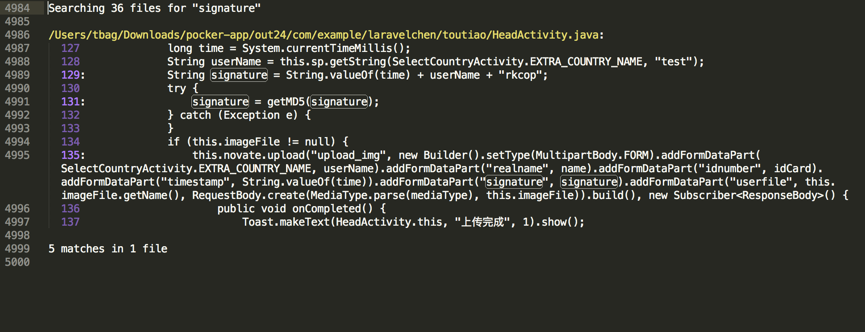 4984 Searching 36 files for "signature"
4985
4986 /Users/tbag/Downloads/pocker-app/out24/com/example/laravelchen/toutiao/HeadActivity.java:
4987 127 long time = System.currentTimeMillis();
4988 128 String userName = this.sp.getString(SelectCountryActivity.EXTRA_COUNTRY_NAME, "test");
4989 129: String signature = String.valueOf(time) + userName + "rkcop";
4990 130 try {
4991 131: signature = getMD5(signature);
4992 132 } catch (Exception e) {
4993 133 }
4994 134 if (this.imageFile != null) {
4995 135: this.novate.upload("upload_img", new Builder().setType(MultipartBody.FORM).addFormDataPart(
SelectCountryActivity.EXTRA_COUNTRY_NAME, userName).addFormDataPart("realname", name).addFormDataPart("idnumber", idCard).
addFormDataPart("timestamp", String.valueOf(time)).addFormDataPart("signature", signature).addFormDataPart("userfile", this.
imageFile.getName(), RequestBody.create(MediaType.parse(mediaType), this.imageFile)).build(), new Subscriber<ResponseBody>() {
4996 136 public void onCompleted() {
4997 137 Toast.makeText(HeadActivity.this, "上传完成", 1).show();
4998
4999 5 matches in 1 file
5000